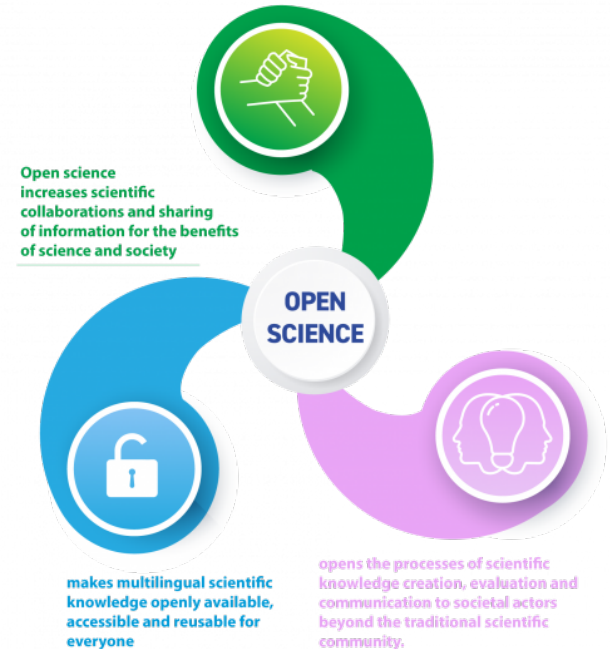 Open science
increases scientific
collaborations and sharing
of information for the benefits
of science and society
OPEN
SCIENCE
makes multilingual scientific
knowledge openly available,
accessible and reusable for
everyone
opens the processes of scientific
knowledge creation, evaluation and
communication to societal actors
beyond the traditional scientific
community.